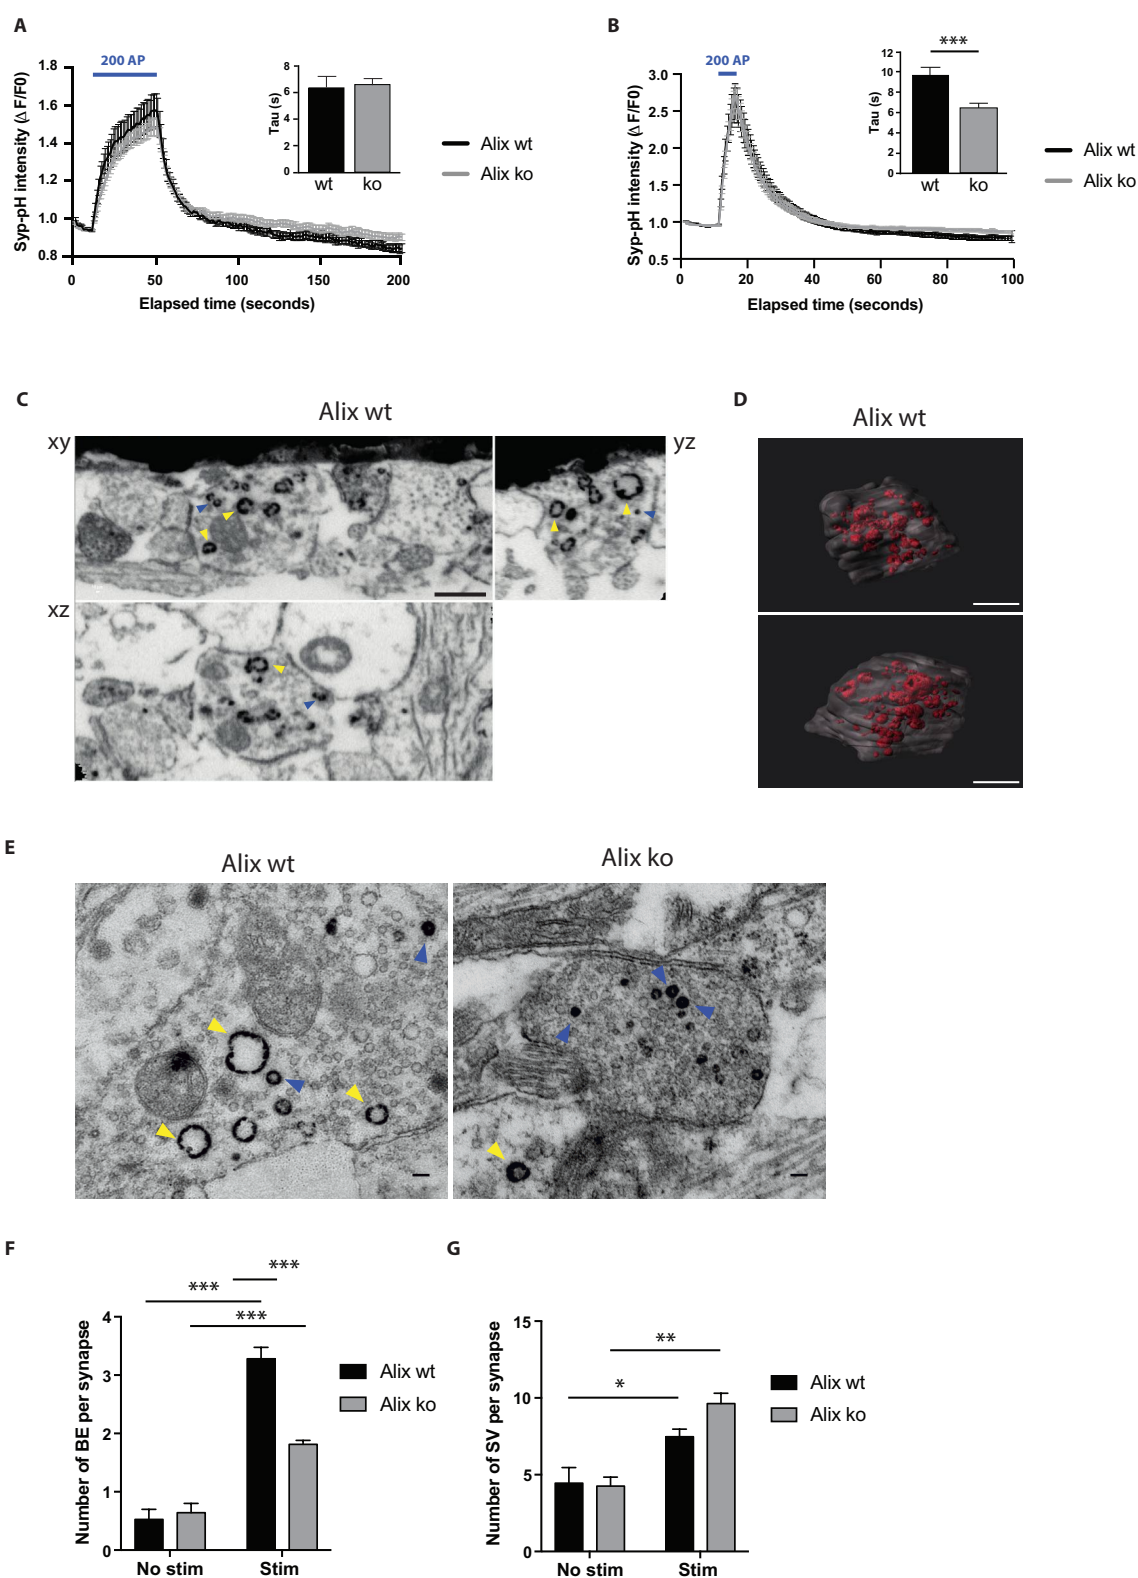 A
200 AP
Syp-pH intensity (Δ F/F0)
1.8
1.6
1.4
1.2
1.0
0.8
0
50
100
150
200
Elapsed time (seconds)
Tau (s)
8
6
4
2
0
wt
ko
Alix wt
Alix ko
B
200 AP
Syp-pH intensity (Δ F/F0)
3.0
2.5
2.0
1.5
1.0
0.5
0
20
40
60
80
100
Elapsed time (seconds)
***
Tau (s)
12
10
8
6
4
2
0
wt
ko
Alix wt
Alix ko
C
Alix wt
xy
yz
xz
D
Alix wt
E
Alix wt
Alix ko
F
***
***
***
Number of BE per synapse
4
3
2
1
0
No stim
Stim
Alix wt
Alix ko
G
**
*
Number of SV per synapse
15
10
5
0
No stim
Stim
Alix wt
Alix ko